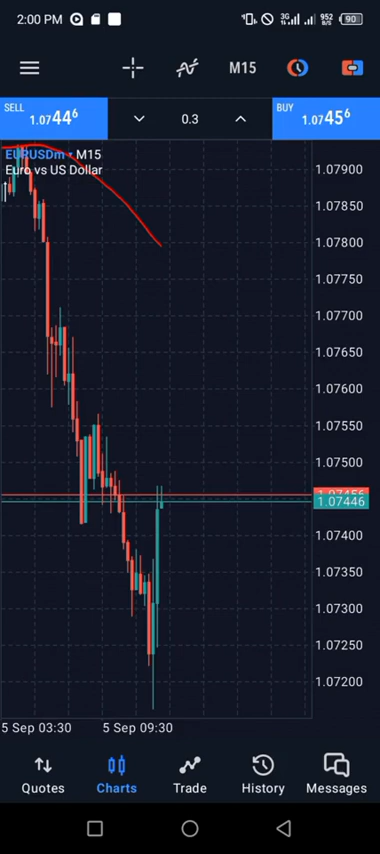 2:00 PM
3G
952
B/S
90
M15
SELL
1.07446
0.3
BUY
1.07456
EURUSDm M15
Euro vs US Dollar
1.07900
1.07850
1.07800
1.07750
1.07700
1.07650
1.07600
1.07550
1.07500
1.07456
1.07446
1.07400
1.07350
1.07300
1.07250
1.07200
5 Sep 03:30
5 Sep 09:30
Quotes
Charts
Trade
History
Messages